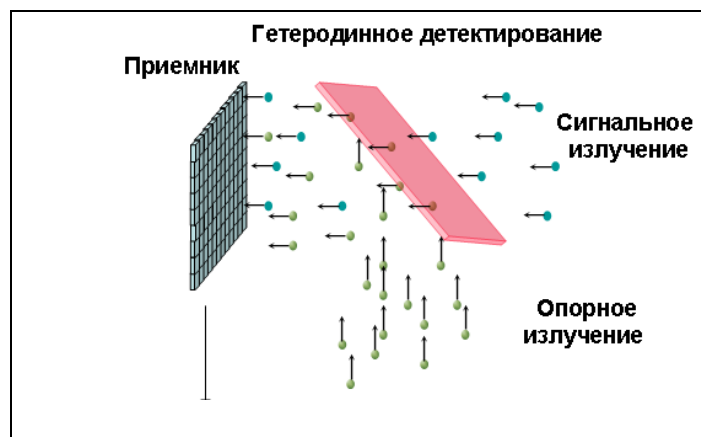 Гетеродинное детектирование
Приемник
Сигнальное
излучение
Опорное
излучение